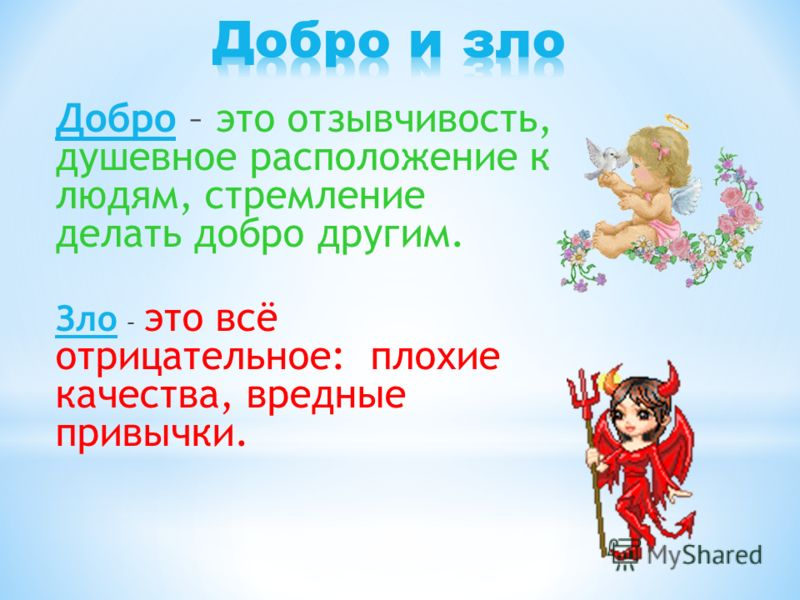 Добро и зло
Добро – это отзывчивость,
душевное расположение к
людям, стремление
делать добро другим.
Зло – это всё
отрицательное: плохие
качества, вредные
привычки.
MyShared